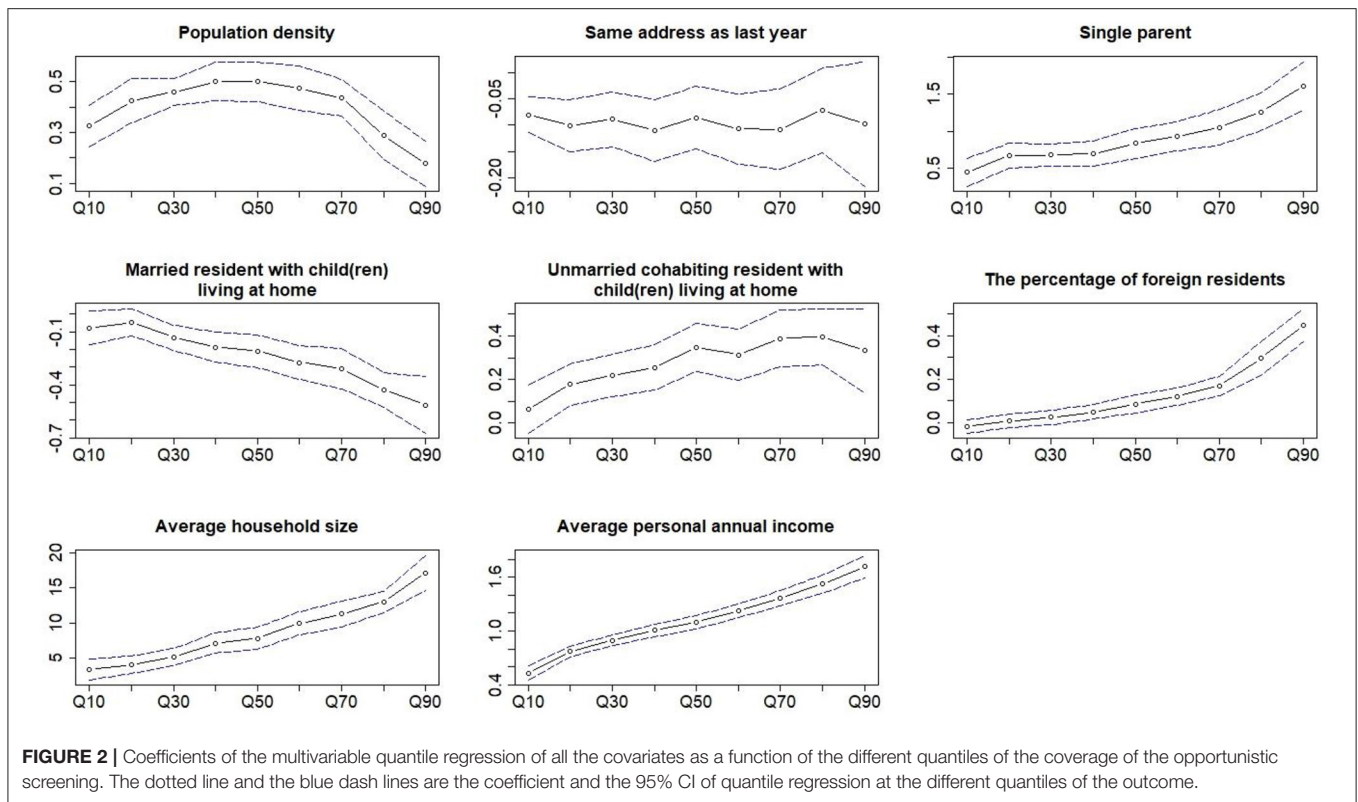 Population density
0.5
0.3
0.1
Q10 Q30 Q50 Q70 Q90
Same address as last year
-0.05
-0.20
Q10 Q30 Q50 Q70 Q90
Single parent
1.5
0.5
Q10 Q30 Q50 Q70 Q90
Married resident with child(ren)
living at home
-0.1
-0.4
-0.7
Q10 Q30 Q50 Q70 Q90
Unmarried cohabiting resident with
child(ren) living at home
0.4
0.2
0.0
Q10 Q30 Q50 Q70 Q90
The percentage of foreign residents
0.4
0.2
0.0
Q10 Q30 Q50 Q70 Q90
Average household size
20
15
10
5
Q10 Q30 Q50 Q70 Q90
Average personal annual income
1.6
1.0
0.4
Q10 Q30 Q50 Q70 Q90
FIGURE 2 | Coefficients of the multivariable quantile regression of all the covariates as a function of the different quantiles of the coverage of the opportunistic
screening. The dotted line and the blue dash lines are the coefficient and the 95% CI of quantile regression at the different quantiles of the outcome.